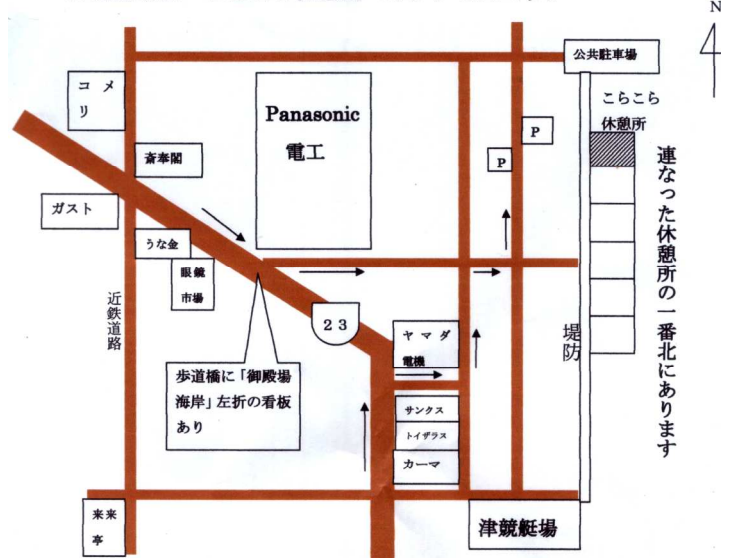 N
公共駐車場
コ メ
リ
こらこら
休憩所
Panasonic
電工
P
P
斎奉閣
連なった休憩所の一番北にあります
ガスト
うな金
眼鏡
市場
近鉄道路
23
堤防
ヤマダ
電機
歩道橋に「御殿場
海岸」左折の看板
あり
サンクス
トイザラス
カーマ
来来
亭
津競艇場